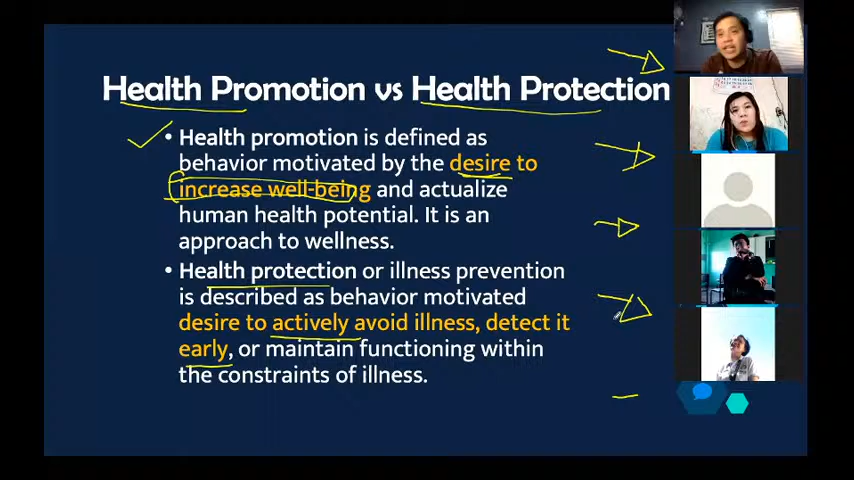 Health Promotion vs Health Protection
• Health promotion is defined as
behavior motivated by the desire to
increase well-being and actualize
human health potential. It is an
approach to wellness.
• Health protection or illness prevention
is described as behavior motivated
desire to actively avoid illness, detect it
early, or maintain functioning within
the constraints of illness.